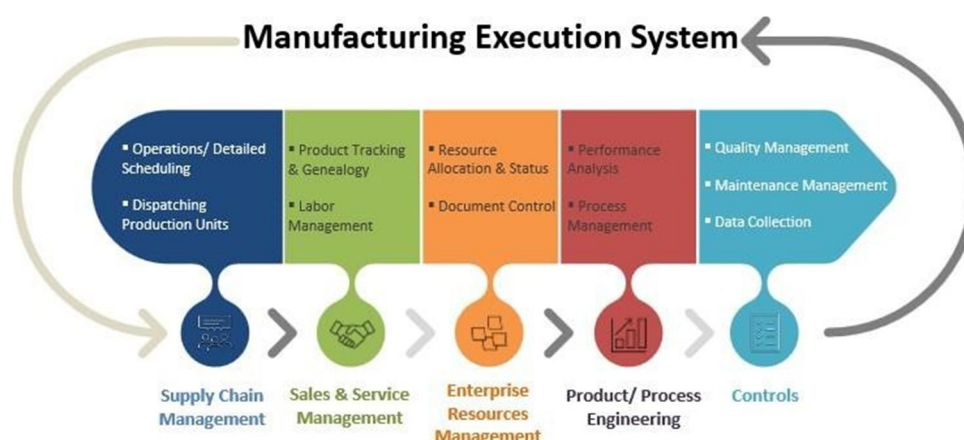 Manufacturing Execution System
▪ Operations/ Detailed
Scheduling
▪ Dispatching
Production Units
▪ Product Tracking
& Genealogy
▪ Labor
Management
▪ Resource
Allocation & Status
▪ Document Control
▪ Performance
Analysis
▪ Process
Management
▪ Quality Management
▪ Maintenance Management
▪ Data Collection
Supply Chain
Management
Sales & Service
Management
Enterprise
Resources
Management
Product/ Process
Engineering
Controls